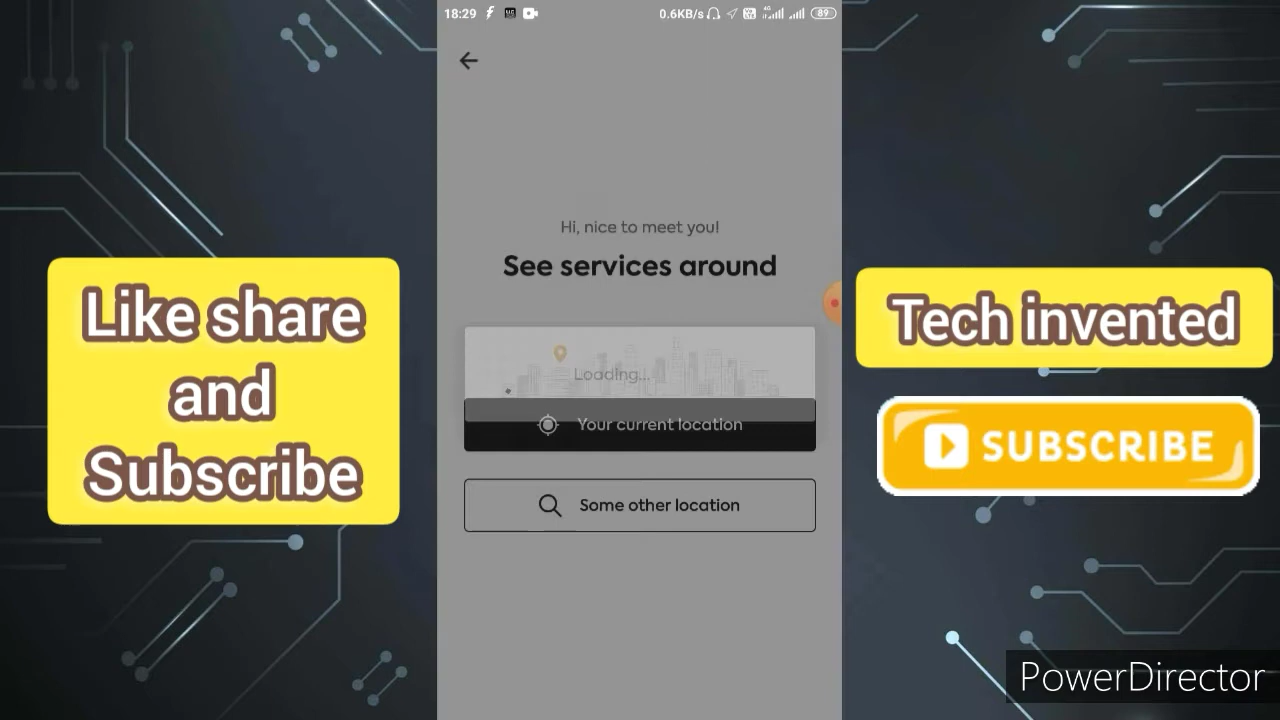 18:29
0.6KB/s
4G
89
Hi, nice to meet you!
See services around
Loading...
Your current location
Some other location
Like share
and
Subscribe
Tech invented
SUBSCRIBE
PowerDirector